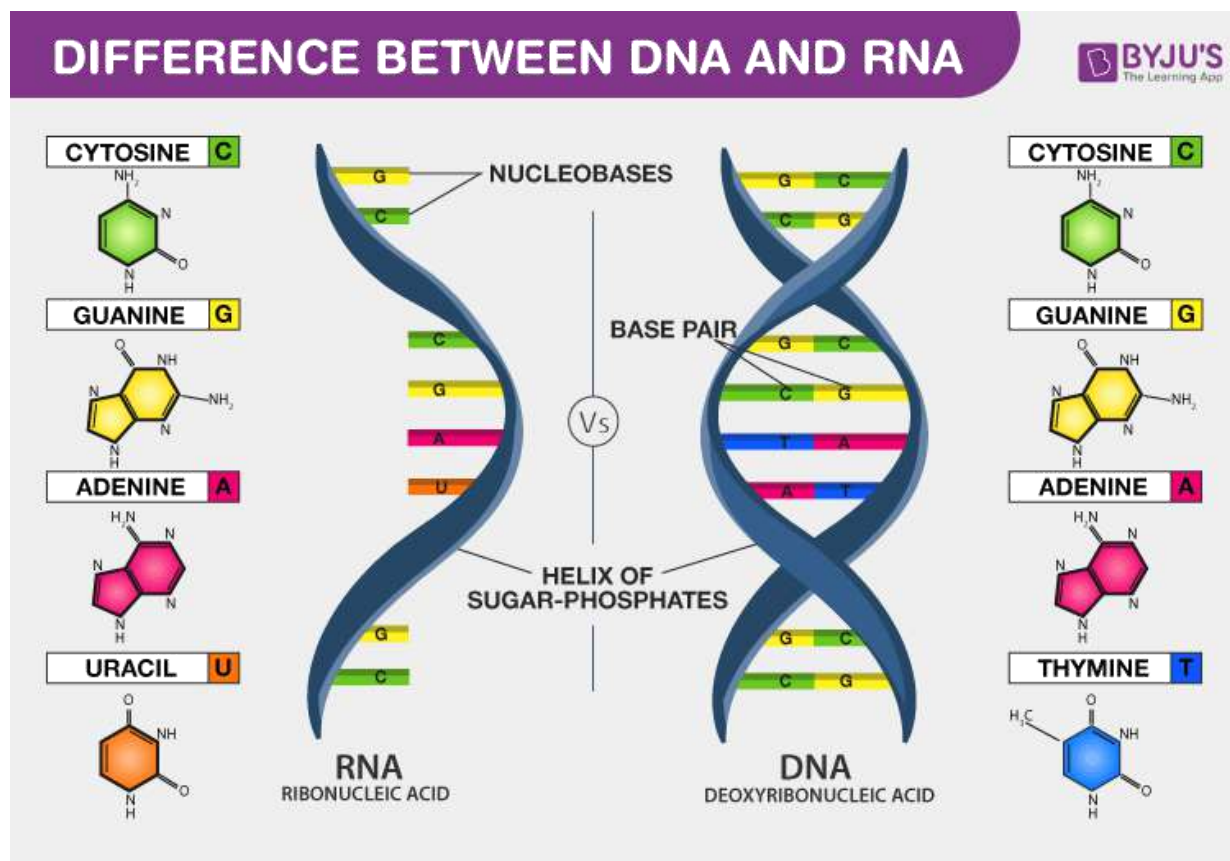 DIFFERENCE BETWEEN DNA AND RNA
BYJU'S
The Learning App
CYTOSINE C
NH₂
N
O
N
H
GUANINE G
O
NH
N
NH₂
N
N
H
ADENINE A
H₂N
N
N
N
N
H
URACIL U
O
NH
O
N
H
G
C
C
G
A
U
G
C
RNA
RIBONUCLEIC ACID
NUCLEOBASES
BASE PAIR
Vs
HELIX OF
SUGAR-PHOSPHATES
G C
C G
G C
C G
T A
A T
G C
C G
DNA
DEOXYRIBONUCLEIC ACID
CYTOSINE C
NH₂
N
O
N
H
GUANINE G
O
NH
N
NH₂
N
N
H
ADENINE A
H₂N
N
N
N
N
H
THYMINE T
O
H₃C
NH
O
N
H